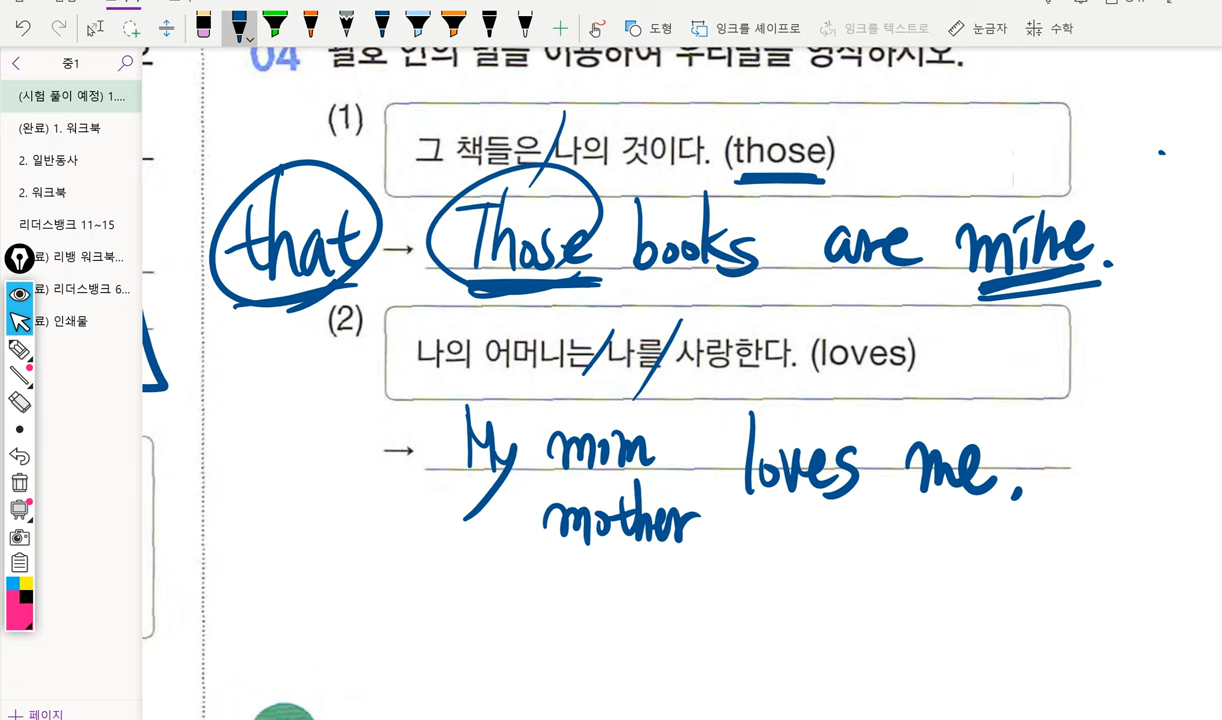 도형
잉크를 셰이프로
잉크를 텍스트로
눈금자
수학
중1
(시험 풀이 예정) 1....
(완료) 1. 워크북
2. 일반동사
2. 워크북
리더스뱅크 11~15
료) 리뱅 워크북...
료) 리더스뱅크 6...
료) 인쇄물
페이지
04 괄호 안의 말을 이용하여 우리말을 영작하시오.
(1)
그 책들은 나의 것이다. (those)
that → Those books are mine.
(2)
나의 어머니는 나를 사랑한다. (loves)
→ My mom loves me.
mother